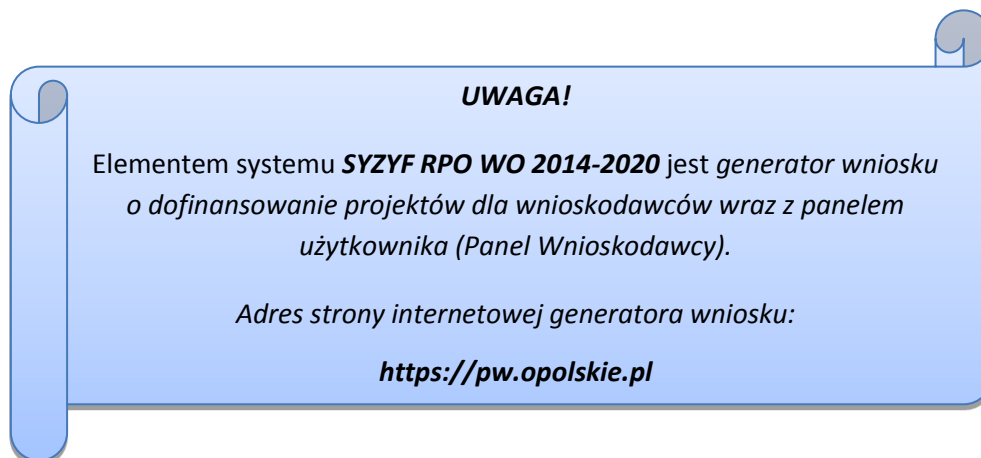 UWAGA!
Elementem systemu SYZYF RPO WO 2014-2020 jest generator wniosku
o dofinansowanie projektów dla wnioskodawców wraz z panelem
użytkownika (Panel Wnioskodawcy).
Adres strony internetowej generatora wniosku:
https://pw.opolskie.pl